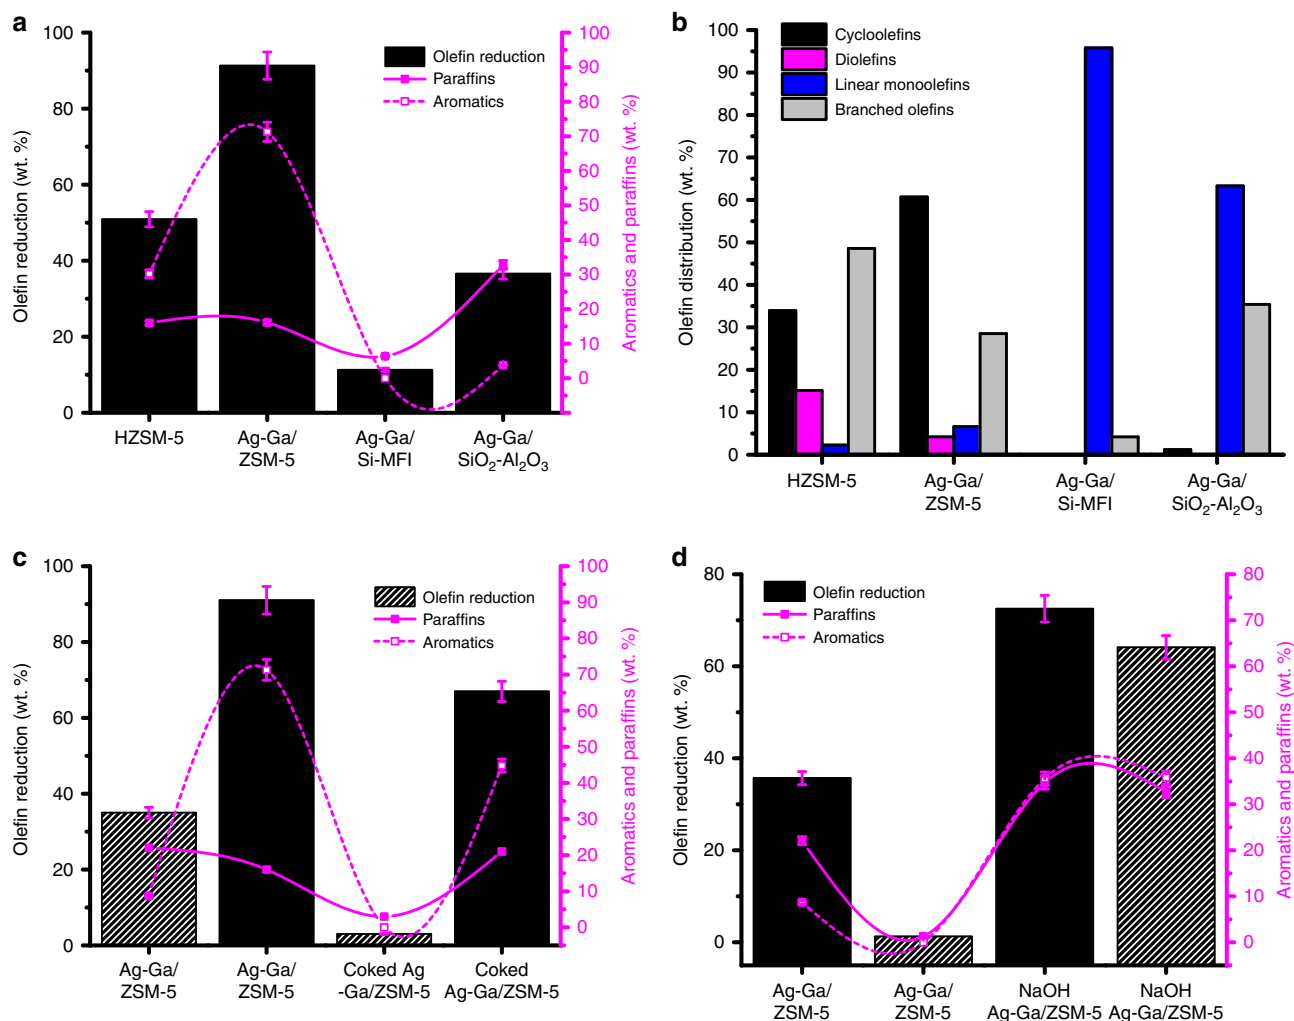 a
Olefin reduction (wt. %)
100
80
60
40
20
0
Olefin reduction
Paraffins
Aromatics
100
90
80
70
60
50
40
30
20
10
0
Aromatics and paraffins (wt. %)
HZSM-5
Ag-Ga/
ZSM-5
Ag-Ga/
Si-MFI
Ag-Ga/
SiO₂-Al₂O₃
b
Olefin distribution (wt. %)
100
90
80
70
60
50
40
30
20
10
0
Cycloolefins
Diolefins
Linear monoolefins
Branched olefins
HZSM-5
Ag-Ga/
ZSM-5
Ag-Ga/
Si-MFI
Ag-Ga/
SiO₂-Al₂O₃
c
Olefin reduction (wt. %)
100
80
60
40
20
0
Olefin reduction
Paraffins
Aromatics
100
90
80
70
60
50
40
30
20
10
0
Aromatics and paraffins (wt. %)
Ag-Ga/
ZSM-5
Ag-Ga/
ZSM-5
Coked Ag
-Ga/ZSM-5
Coked
Ag-Ga/ZSM-5
d
Olefin reduction (wt. %)
80
60
40
20
0
Olefin reduction
Paraffins
Aromatics
80
70
60
50
40
30
20
10
0
Aromatics and paraffins (wt. %)
Ag-Ga/
ZSM-5
Ag-Ga/
ZSM-5
NaOH
Ag-Ga/ZSM-5
NaOH
Ag-Ga/ZSM-5